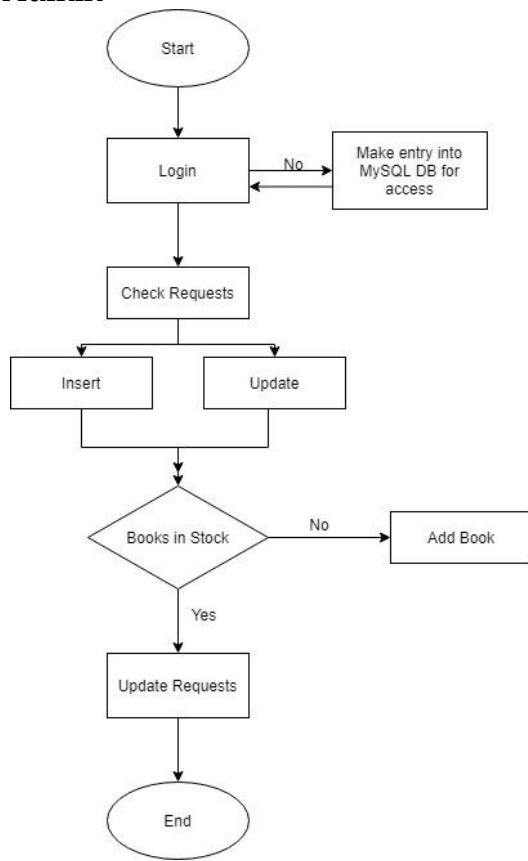 Start
Login
No
Make entry into
MySQL DB for
access
Check Requests
Insert
Update
Books in Stock
No
Add Book
Yes
Update Requests
End